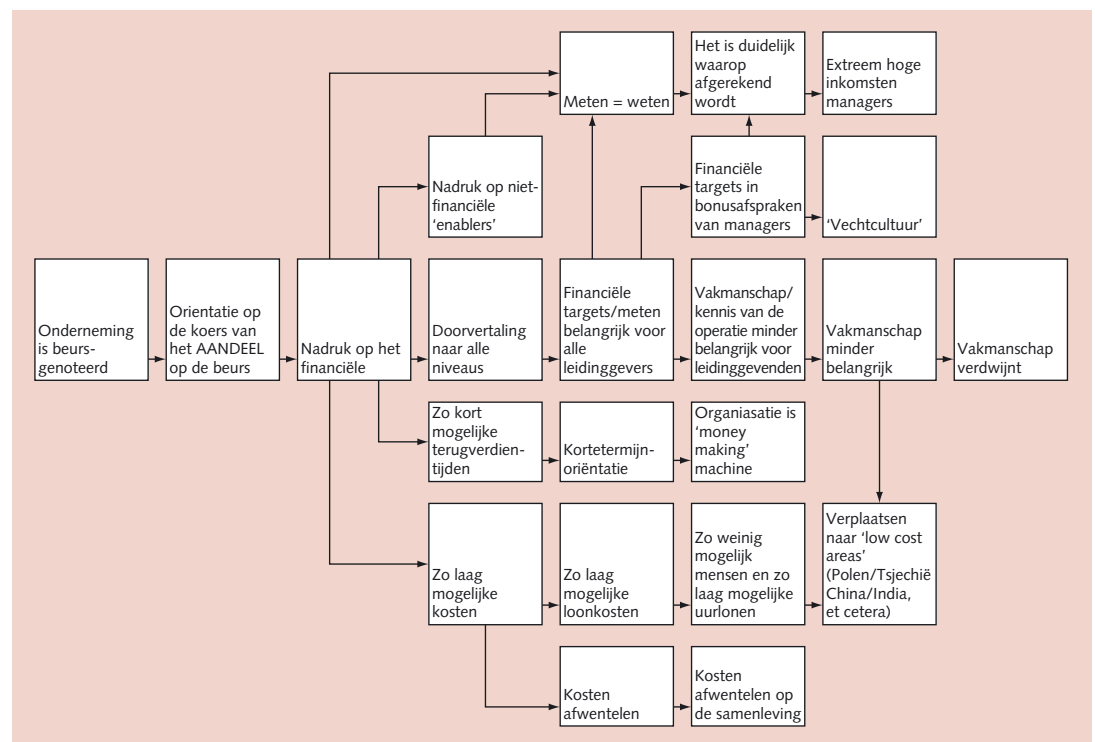 Meten = weten
Het is duidelijk
waarop
afgerekend
wordt
Extreem hoge
inkomsten
managers
Nadruk op niet-
financiële
‘enablers’
Financiële
targets in
bonusafspraken
van managers
‘Vechtcultuur’
Onderneming
is beurs-
genoteerd
Orientatie op
de koers van
het AANDEEL
op de beurs
Nadruk op het
financiële
Doorvertaling
naar alle
niveaus
Financiële
targets/meten
belangrijk voor
alle
leidinggevers
Vakmanschap/
kennis van de
operatie minder
belangrijk voor
leidinggevenden
Vakmanschap
minder
belangrijk
Vakmanschap
verdwijnt
Zo kort
mogelijke
terugverdien-
tijden
Kortetermijn-
oriëntatie
Organiasatie is
‘money
making’
machine
Zo laag
mogelijke
kosten
Zo laag
mogelijke
loonkosten
Zo weinig
mogelijk
mensen en zo
laag mogelijke
uurlonen
Verplaatsen
naar ‘low cost
areas’
(Polen/Tsjechië
China/India,
et cetera)
Kosten
afwentelen
Kosten
afwentelen op
de samenleving